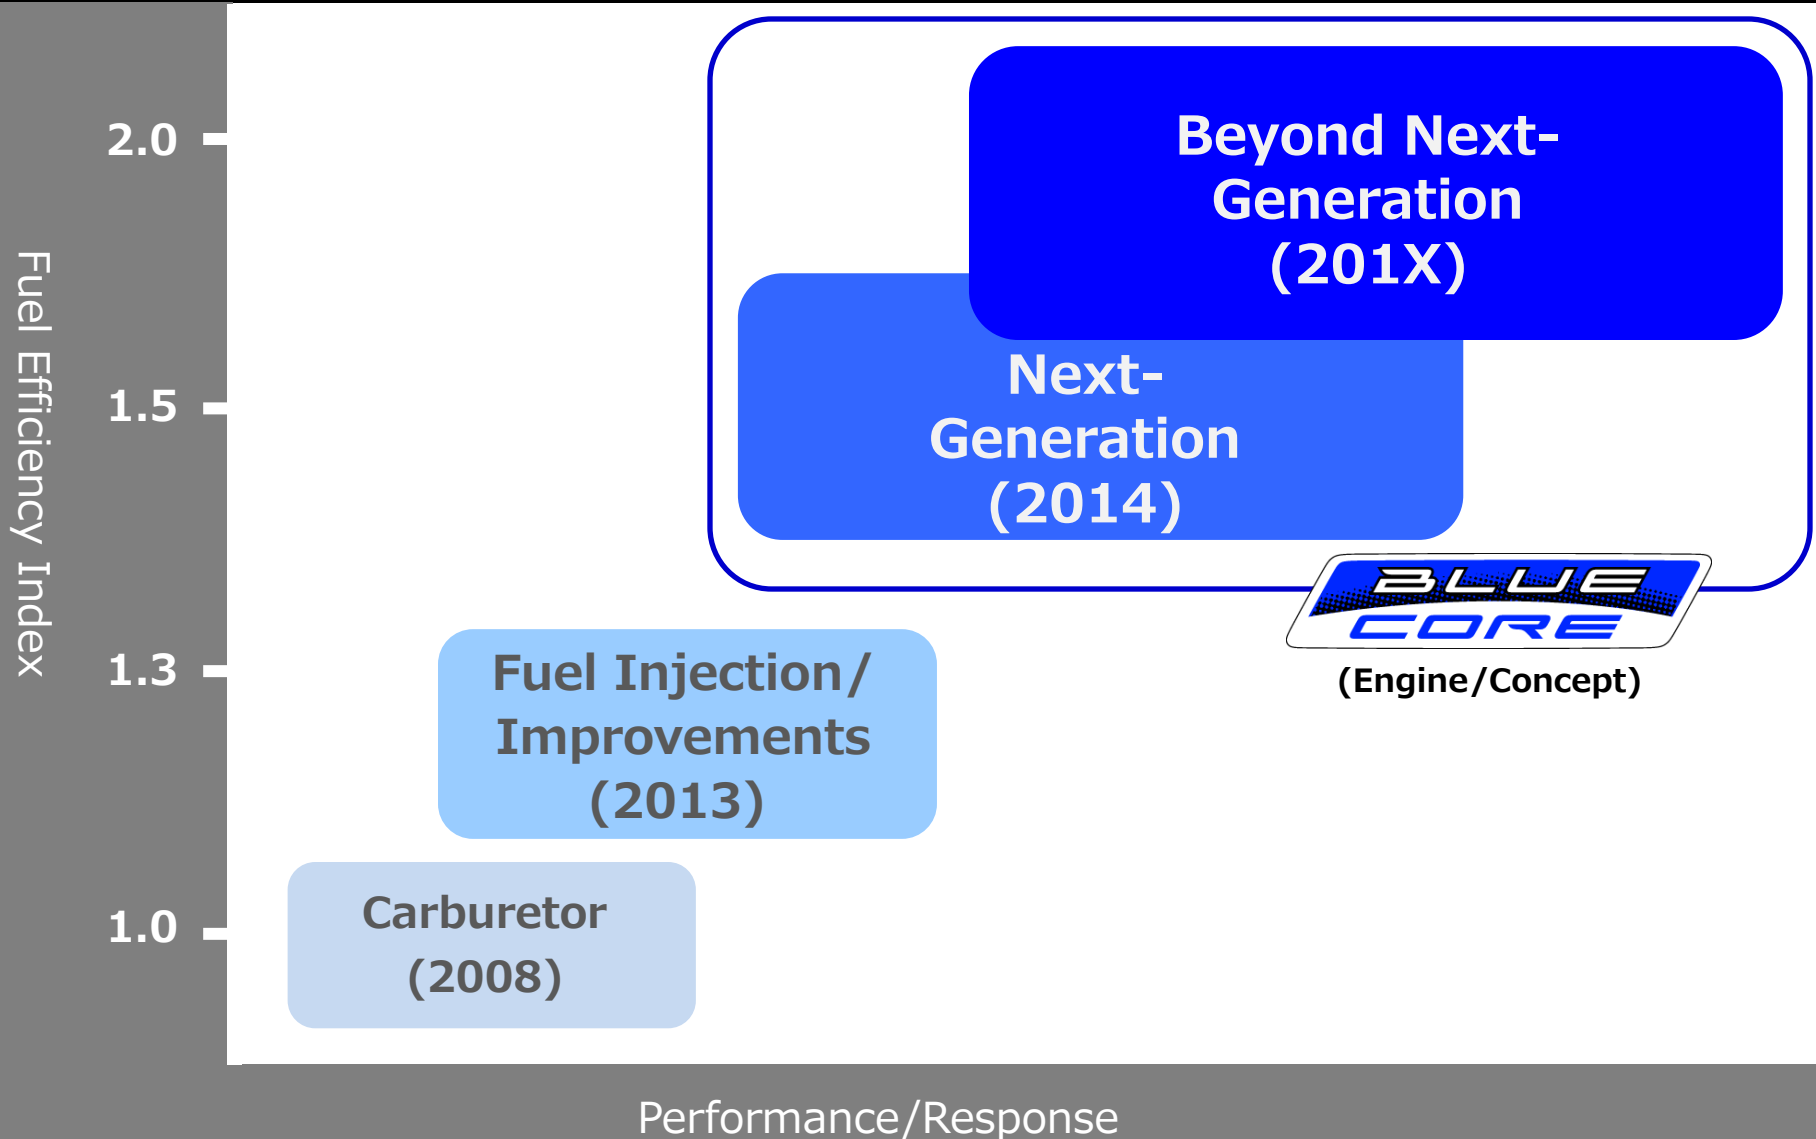 Fuel Efficiency Index
2.0
1.5
1.3
1.0
Beyond Next-
Generation
(201X)
Next-
Generation
(2014)
BLUE
CORE
(Engine/Concept)
Fuel Injection/
Improvements
(2013)
Carburetor
(2008)
Performance/Response